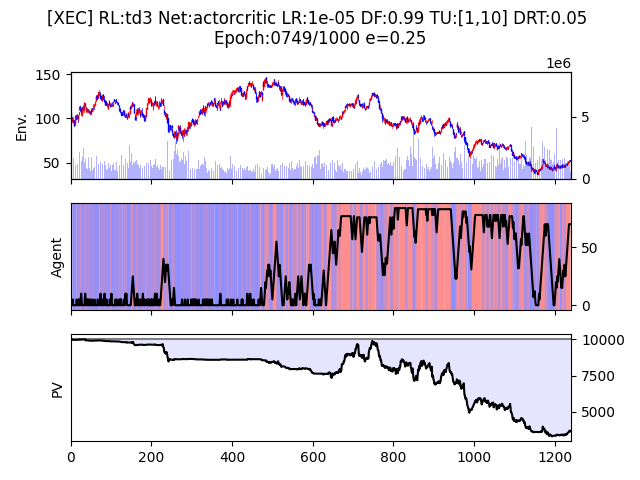 [XEC] RL:td3 Net:actorcritic LR:1e-05 DF:0.99 TU:[1,10] DRT:0.05
Epoch:0749/1000 e=0.25
1e6
150
100
50
Env.
5
0
Agent
50
0
PV
10000
7500
5000
0
200
400
600
800
1000
1200